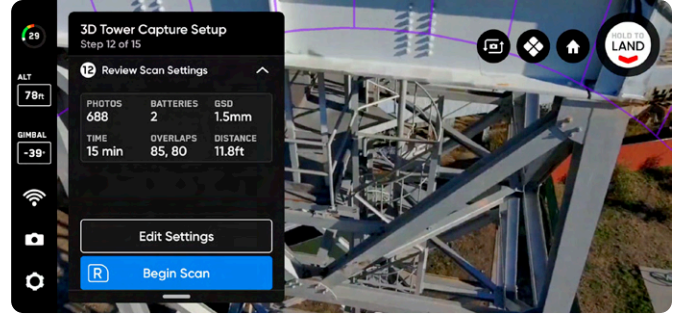 29
ALT
78ft
GIMBAL
-39°
3D Tower Capture Setup
Step 12 of 15
12 Review Scan Settings
PHOTOS BATTERIES GSD
688 2 1.5mm
TIME OVERLAPS DISTANCE
15 min 85, 80 11.8ft
Edit Settings
R Begin Scan
HOLD TO
LAND